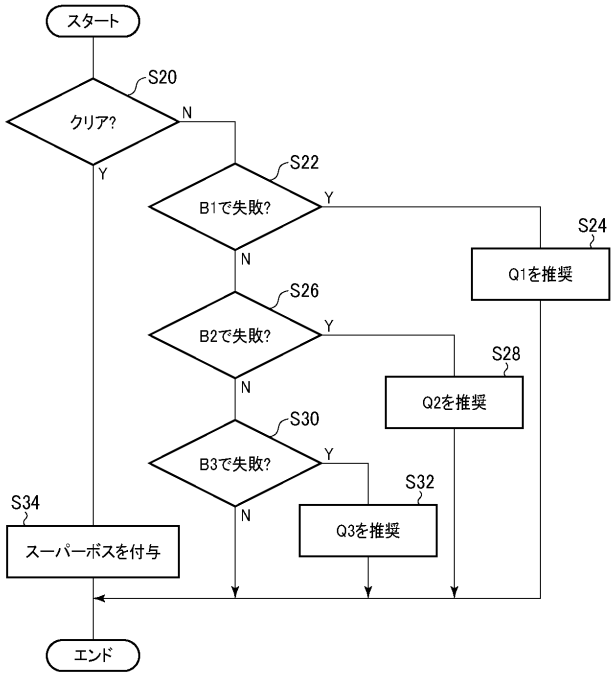 スタート
S20
クリア?
N
Y
S22
B1で失敗?
Y
N
S24
Q1を推奨
S26
B2で失敗?
Y
N
S28
Q2を推奨
S30
B3で失敗?
Y
N
S32
Q3を推奨
S34
スーパーボスを付与
エンド